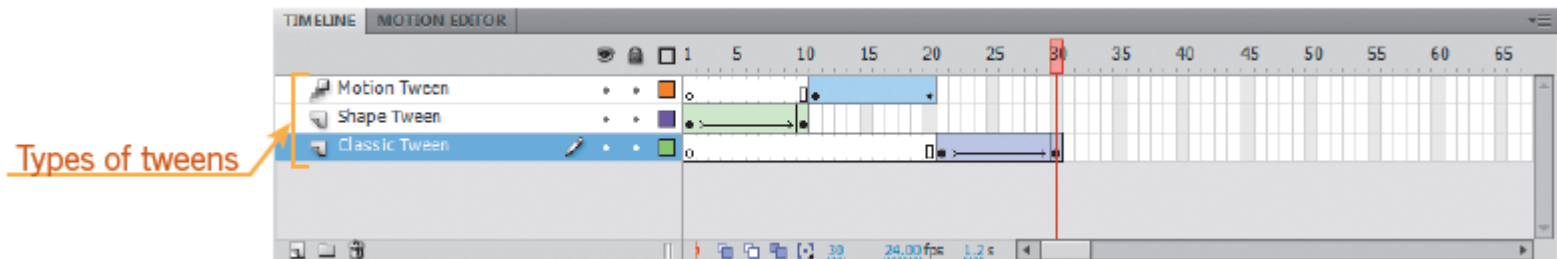 TIMELINE MOTION EDITOR
1 5 10 15 20 25 30 35 40 45 50 55 60 65
Motion Tween
Shape Tween
Classic Tween
Types of tweens
30 24.00 fps 1.2 s